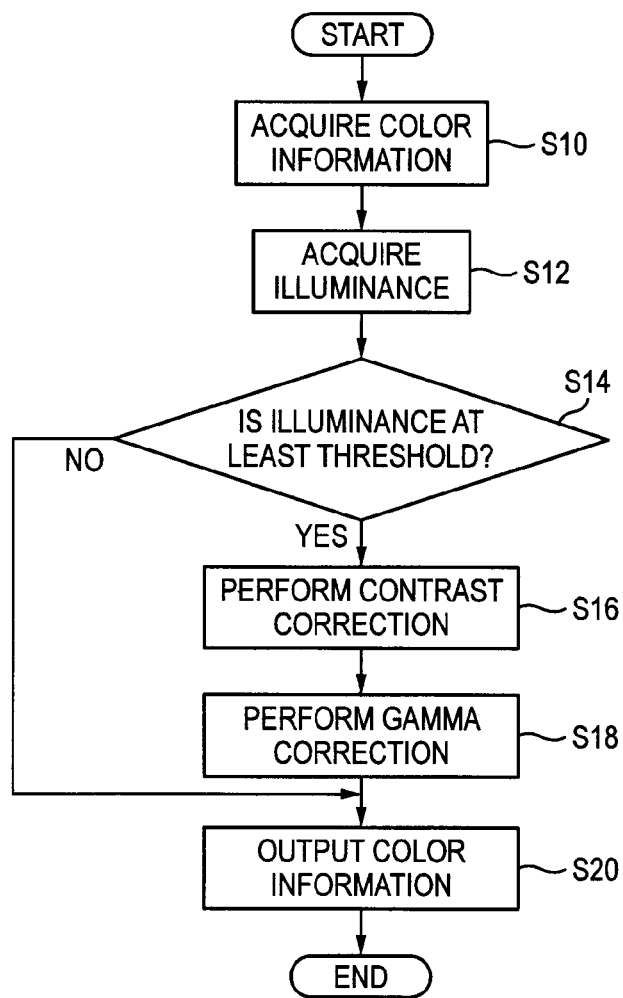 START
ACQUIRE COLOR
INFORMATION
S10
ACQUIRE
ILLUMINANCE
S12
S14
IS ILLUMINANCE AT
LEAST THRESHOLD?
NO
YES
PERFORM CONTRAST
CORRECTION
S16
PERFORM GAMMA
CORRECTION
S18
OUTPUT COLOR
INFORMATION
S20
END